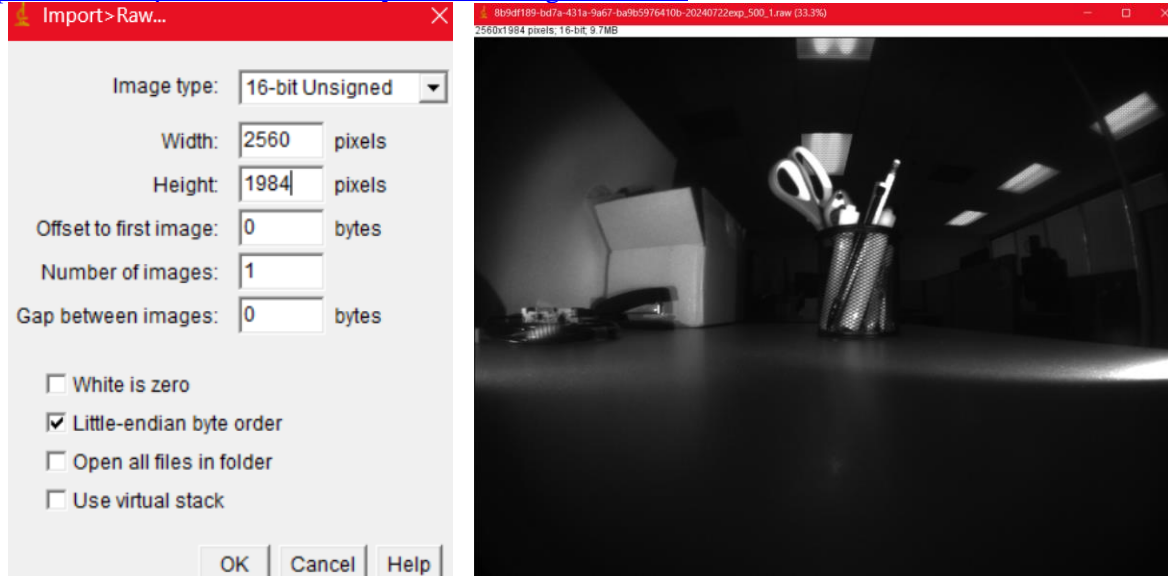 Import>Raw...
Image type: 16-bit Unsigned
Width: 2560 pixels
Height: 1984 pixels
Offset to first image: 0 bytes
Number of images: 1
Gap between images: 0 bytes
White is zero
Little-endian byte order
Open all files in folder
Use virtual stack
OK Cancel Help
8b9df189-bd7a-431a-9a67-ba9b5976410b-20240722exp_500_1.raw (33.3%)
2560x1984 pixels; 16-bit; 9.7MB